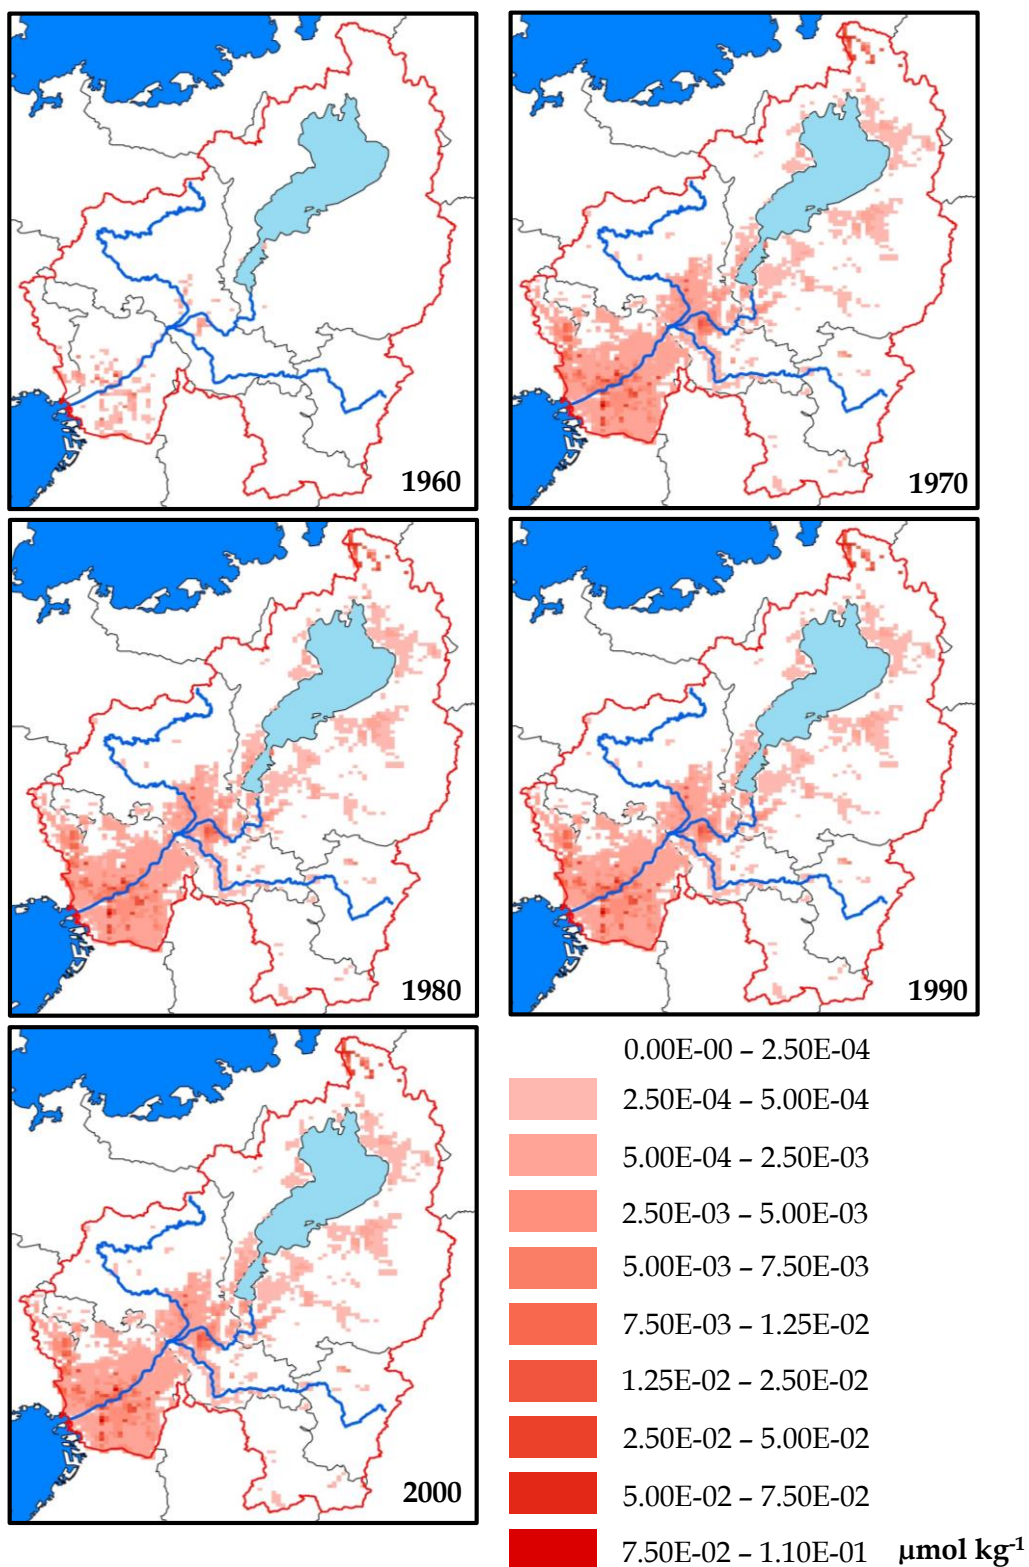 1960
1970
1980
1990
2000
0.00E-00 – 2.50E-04
2.50E-04 – 5.00E-04
5.00E-04 – 2.50E-03
2.50E-03 – 5.00E-03
5.00E-03 – 7.50E-03
7.50E-03 – 1.25E-02
1.25E-02 – 2.50E-02
2.50E-02 – 5.00E-02
5.00E-02 – 7.50E-02
7.50E-02 – 1.10E-01 µmol kg⁻¹